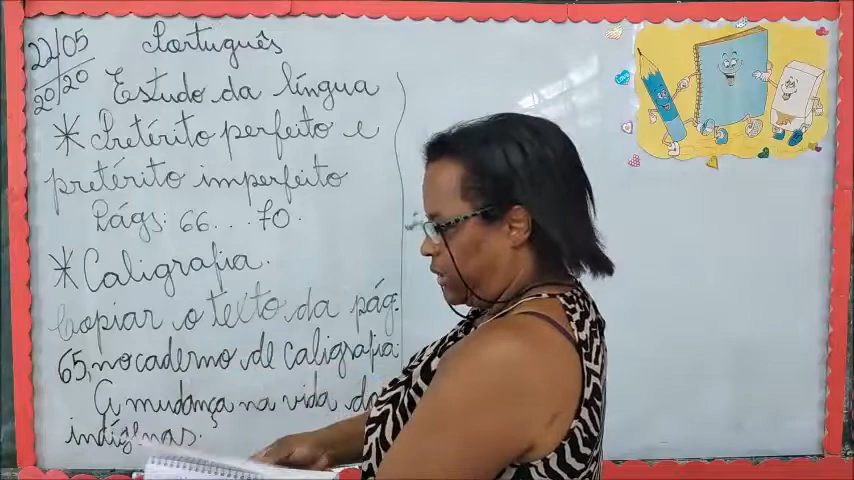 22/05
2020
Português
Estudo da língua
* Pretérito perfeito e
pretérito imperfeito
Págs: 66... 70.
* Caligrafia.
Copiar o texto da pág.
65, no caderno de Caligrafia
A mudança na vida dos
indígenas.